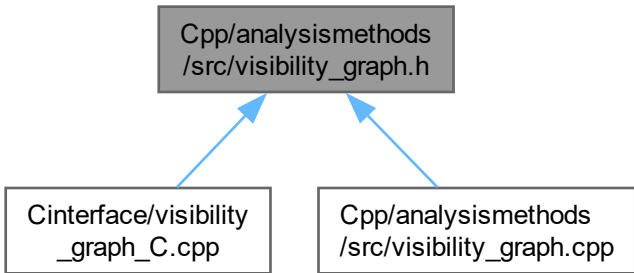 Cpp/analysismethods
/src/visibility_graph.h
Cinterface/visibility
_graph_C.cpp
Cpp/analysismethods
/src/visibility_graph.cpp